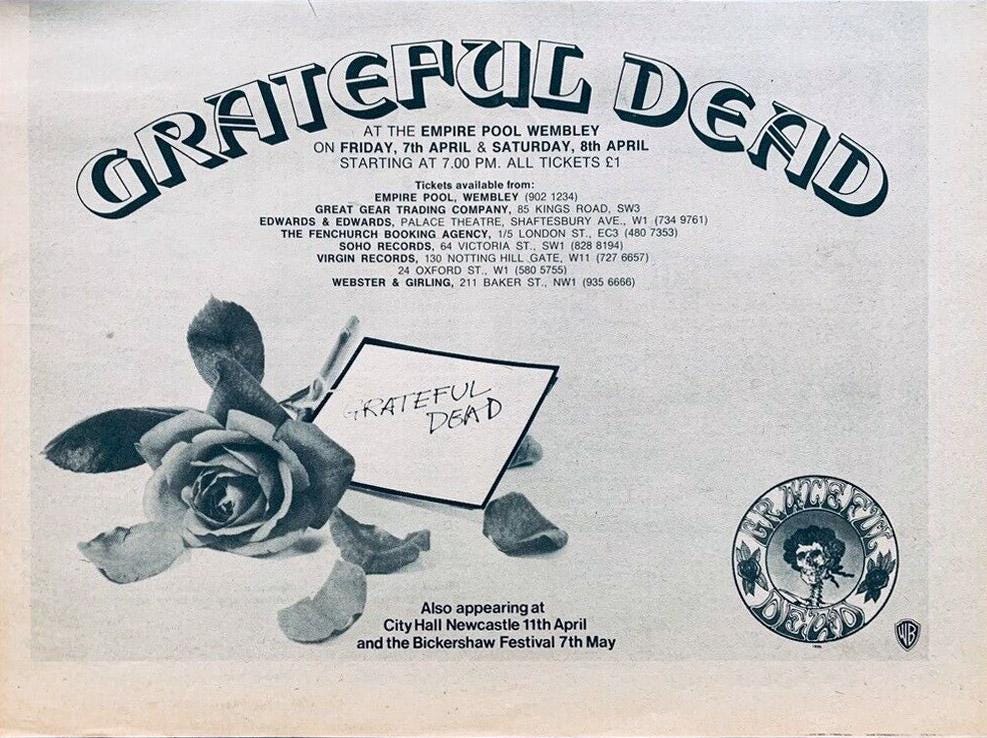 GRATEFUL DEAD
AT THE EMPIRE POOL WEMBLEY
ON FRIDAY, 7th APRIL & SATURDAY, 8th APRIL
STARTING AT 7.00 PM. ALL TICKETS £1
Tickets available from:
EMPIRE POOL, WEMBLEY (902 1234)
GREAT GEAR TRADING COMPANY, 85 KINGS ROAD, SW3
EDWARDS & EDWARDS, PALACE THEATRE, SHAFTESBURY AVE., W1 (734 9761)
THE FENCHURCH BOOKING AGENCY, 1/5 LONDON ST., EC3 (480 7353)
SOHO RECORDS, 64 VICTORIA ST., SW1 (828 8194)
VIRGIN RECORDS, 130 NOTTING HILL GATE, W11 (727 6657)
24 OXFORD ST., W1 (580 5755)
WEBSTER & GIRLING, 211 BAKER ST., NW1 (935 6666)
GRATEFUL
DEAD
GRATEFUL
DEAD
WB
Also appearing at
City Hall Newcastle 11th April
and the Bickershaw Festival 7th May